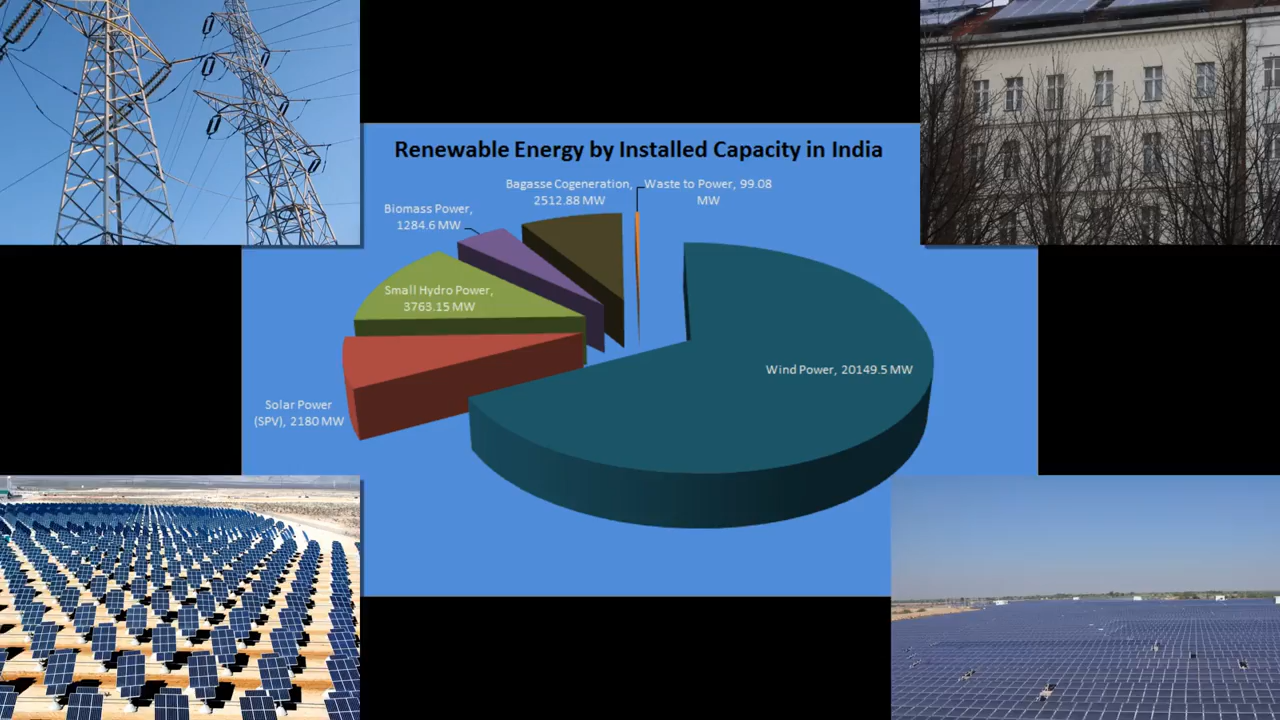 Renewable Energy by Installed Capacity in India
Bagasse Cogeneration,
2512.88 MW
Waste to Power, 99.08
MW
Biomass Power,
1284.6 MW
Small Hydro Power,
3763.15 MW
Wind Power, 20149.5 MW
Solar Power
(SPV), 2180 MW